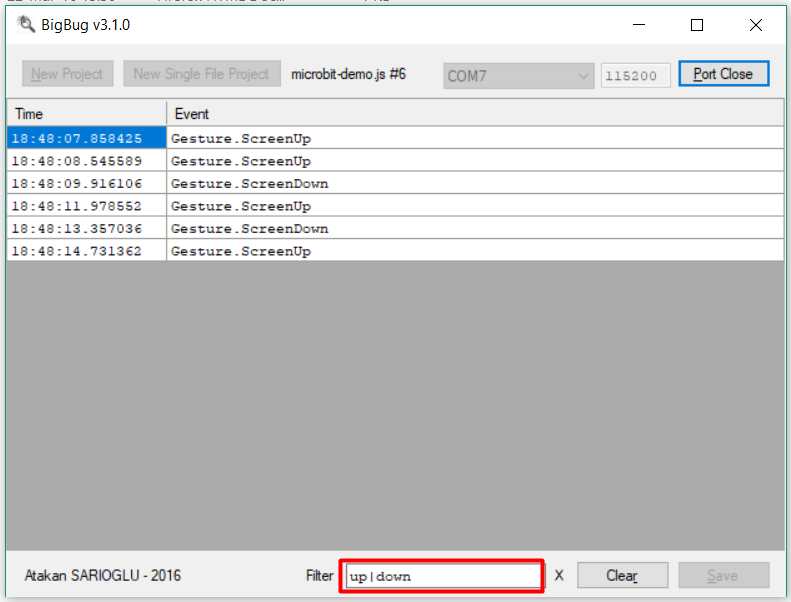 BigBug v3.1.0
New Project New Single File Project microbit-demo.js #6 COM7 115200 Port Close
Time Event
18:48:07.858425 Gesture.ScreenUp
18:48:08.545589 Gesture.ScreenUp
18:48:09.916106 Gesture.ScreenDown
18:48:11.978552 Gesture.ScreenUp
18:48:13.357036 Gesture.ScreenDown
18:48:14.731362 Gesture.ScreenUp
Atakan SARIOGLU - 2016 Filter up|down X Clear Save